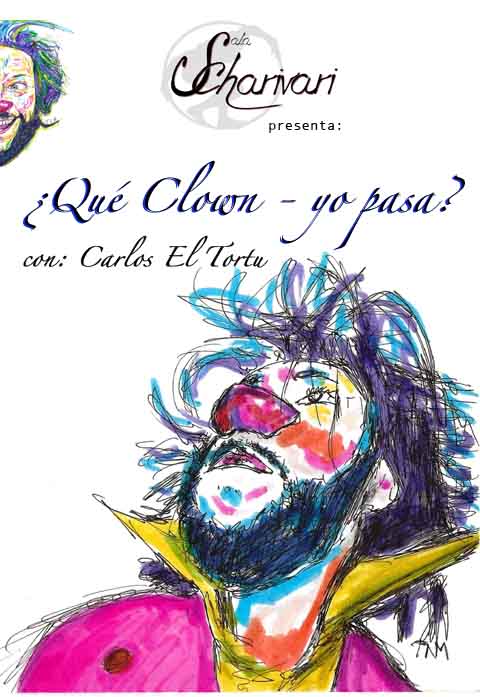 Sala
Scharivari
presenta:
¿Qué Clown - yo pasa?
con: Carlos El Tortu